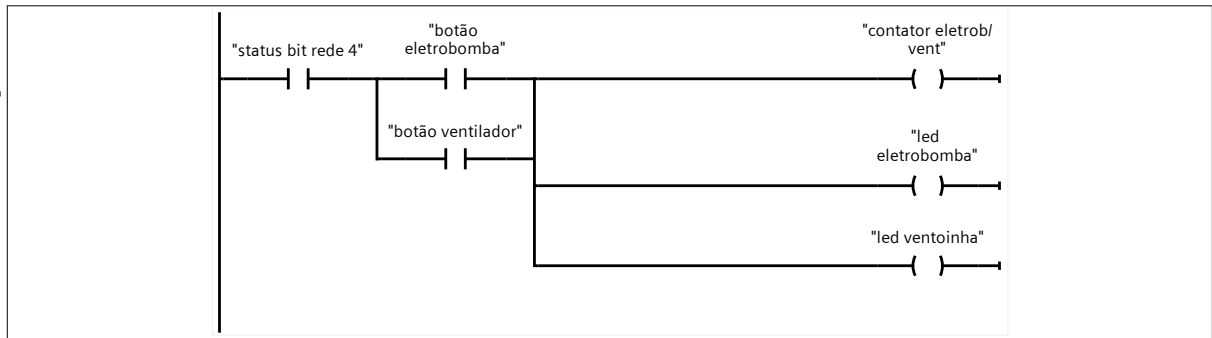 "status bit rede 4"
"botão
eletrobomba"
"contator eletrob/
vent"
"botão ventilador"
"led
eletrobomba"
"led ventoinha"